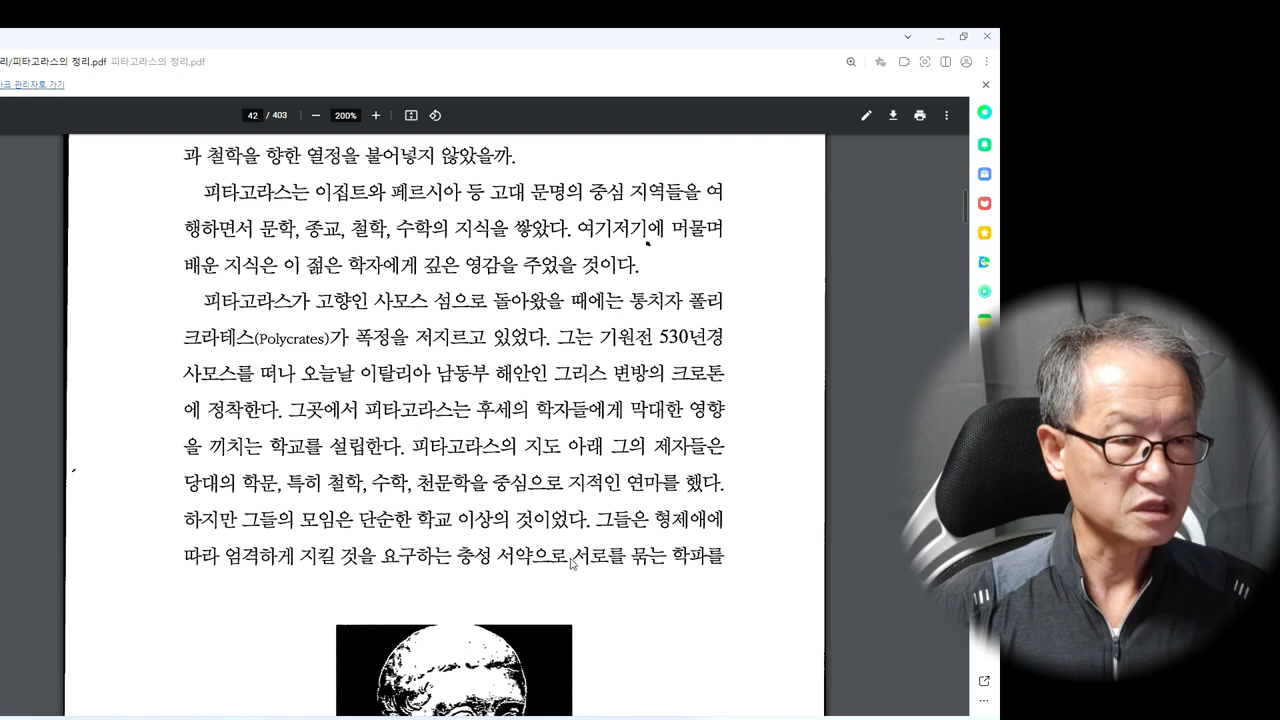 리/피타고라스의 정리.pdf 피타고라스의 정리.pdf
관리자로 가기
42 / 403
200%
과 철학을 향한 열정을 불어넣지 않았을까.
피타고라스는 이집트와 페르시아 등 고대 문명의 중심 지역들을 여
행하면서 문학, 종교, 철학, 수학의 지식을 쌓았다. 여기저기에 머물며
배운 지식은 이 젊은 학자에게 깊은 영감을 주었을 것이다.
피타고라스가 고향인 사모스 섬으로 돌아왔을 때에는 통치자 폴리
크라테스(Polycrates)가 폭정을 저지르고 있었다. 그는 기원전 530년경
사모스를 떠나 오늘날 이탈리아 남동부 해안인 그리스 변방의 크로톤
에 정착한다. 그곳에서 피타고라스는 후세의 학자들에게 막대한 영향
을 끼치는 학교를 설립한다. 피타고라스의 지도 아래 그의 제자들은
당대의 학문, 특히 철학, 수학, 천문학을 중심으로 지적인 연마를 했다.
하지만 그들의 모임은 단순한 학교 이상의 것이었다. 그들은 형제애에
따라 엄격하게 지킬 것을 요구하는 충성 서약으로 서로를 묶는 학파를